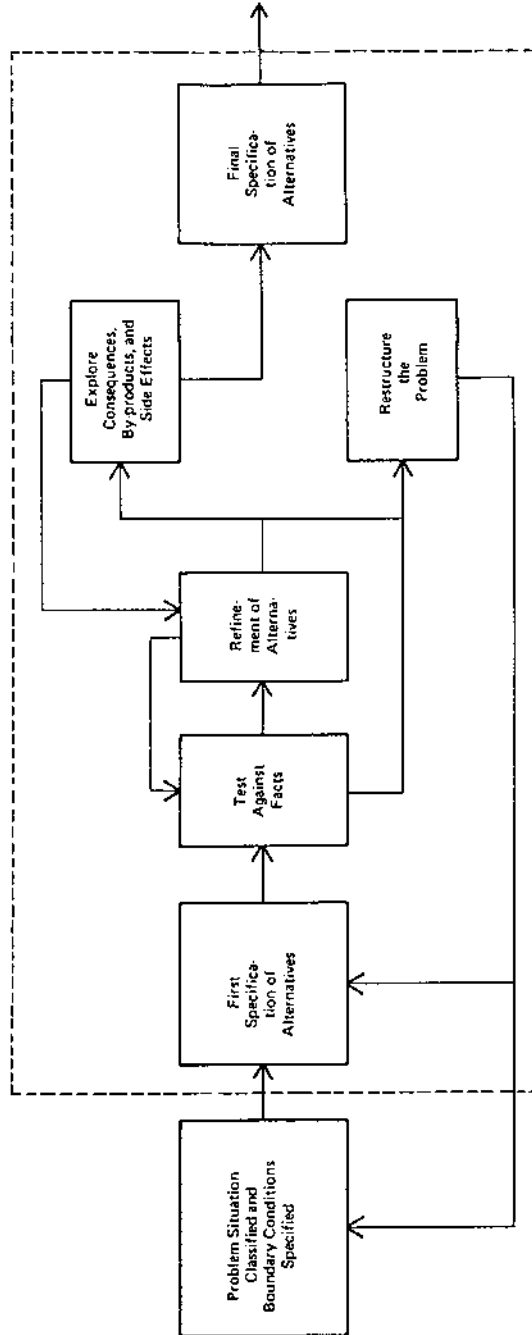 Problem Situation
Classified and
Boundary Conditions
Specified
First
Specifica-
tion of
Alternatives
Test
Against
Facts
Refine-
ment of
Alterna-
tives
Explore
Consequences,
By-products, and
Side Effects
Restructure
the
Problem
Final
Specifica-
tion of
Alternatives